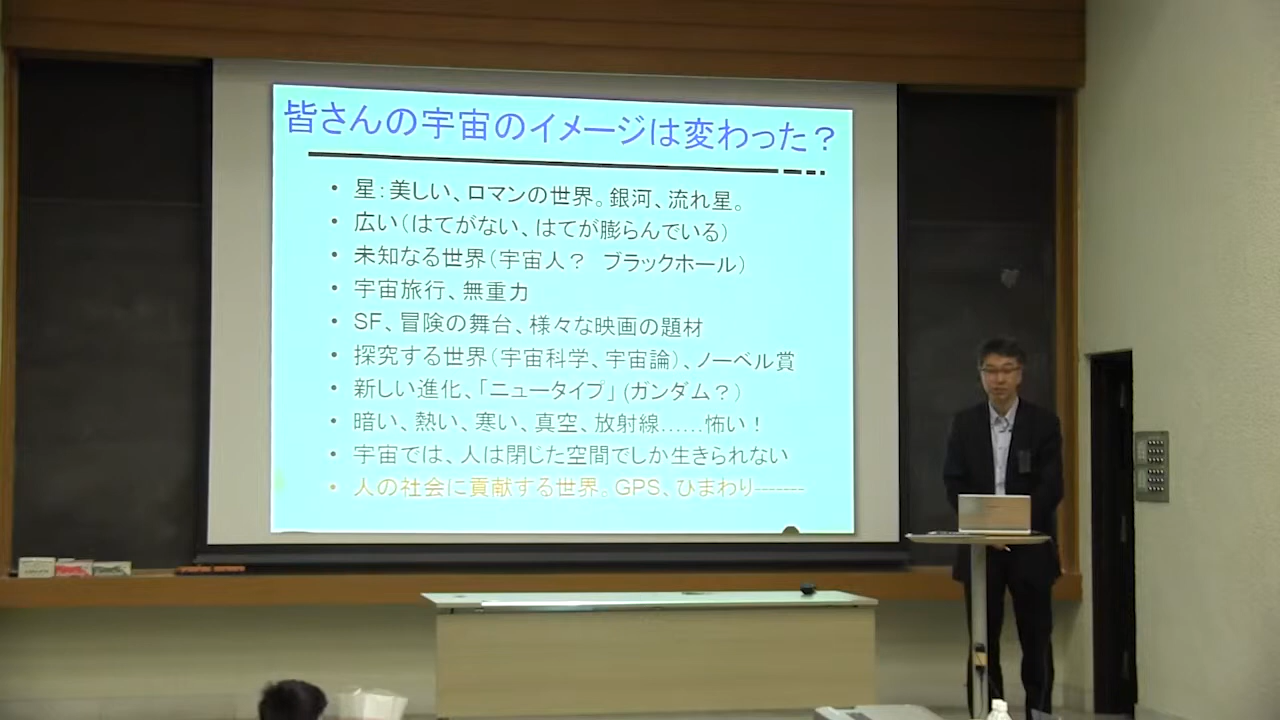 皆さんの宇宙のイメージは変わった？
• 星：美しい、ロマンの世界。銀河、流れ星。
• 広い（はてがない、はてが膨らんでいる）
• 未知なる世界（宇宙人？　ブラックホール）
• 宇宙旅行、無重力
• SF、冒険の舞台、様々な映画の題材
• 探究する世界（宇宙科学、宇宙論）、ノーベル賞
• 新しい進化、「ニュータイプ」(ガンダム？）
• 暗い、熱い、寒い、真空、放射線……怖い！
• 宇宙では、人は閉じた空間でしか生きられない
• 人の社会に貢献する世界。GPS、ひまわり-------